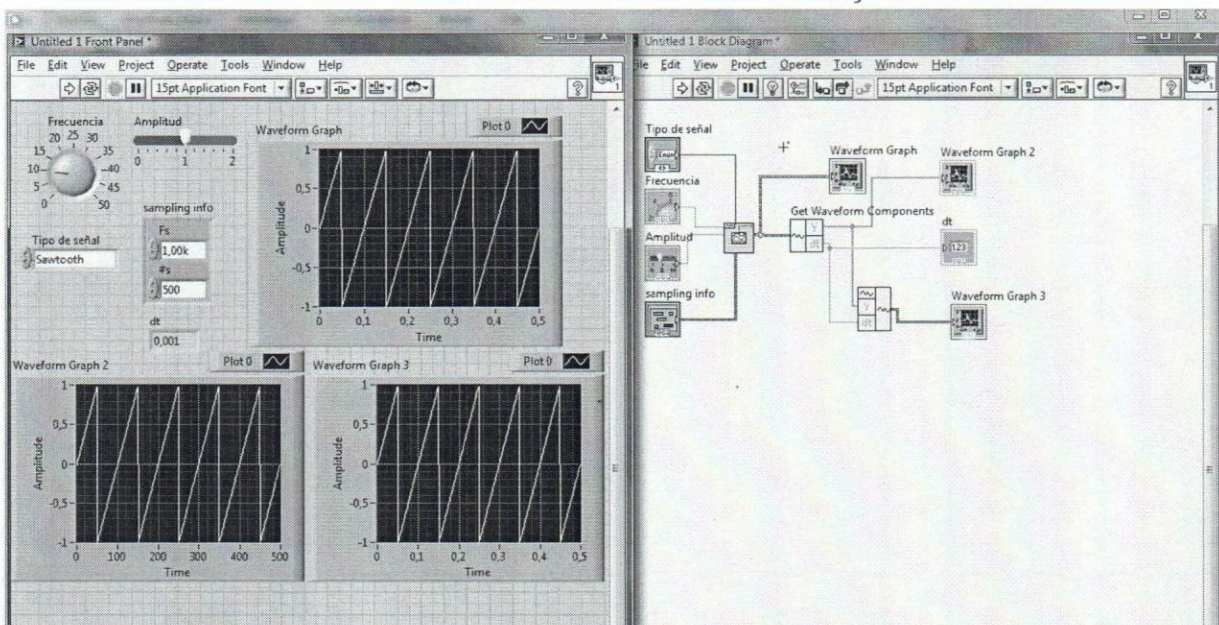 Untitled 1 Front Panel *
File Edit View Project Operate Tools Window Help
15pt Application Font
Frecuencia
0 5 10 15 20 25 30 35 40 45 50
Amplitud
0 1 2
sampling info
Fs
1,00k
#s
500
dt
0,001
Tipo de señal
Sawtooth
Waveform Graph
Plot 0
Amplitude
1
0,5
0
-0,5
-1
0 0,1 0,2 0,3 0,4 0,5
Time
Waveform Graph 2
Plot 0
Amplitude
1
0,5
0
-0,5
-1
0 100 200 300 400 500
Time
Waveform Graph 3
Plot 0
Amplitude
1
0,5
0
-0,5
-1
0 0,1 0,2 0,3 0,4 0,5
Time
Untitled 1 Block Diagram *
File Edit View Project Operate Tools Window Help
15pt Application Font
Tipo de señal
Enum
Frecuencia
Amplitud
sampling info
Waveform Graph
Waveform Graph 2
Get Waveform Components
Y
dt
dt
123
Y
dt
Waveform Graph 3